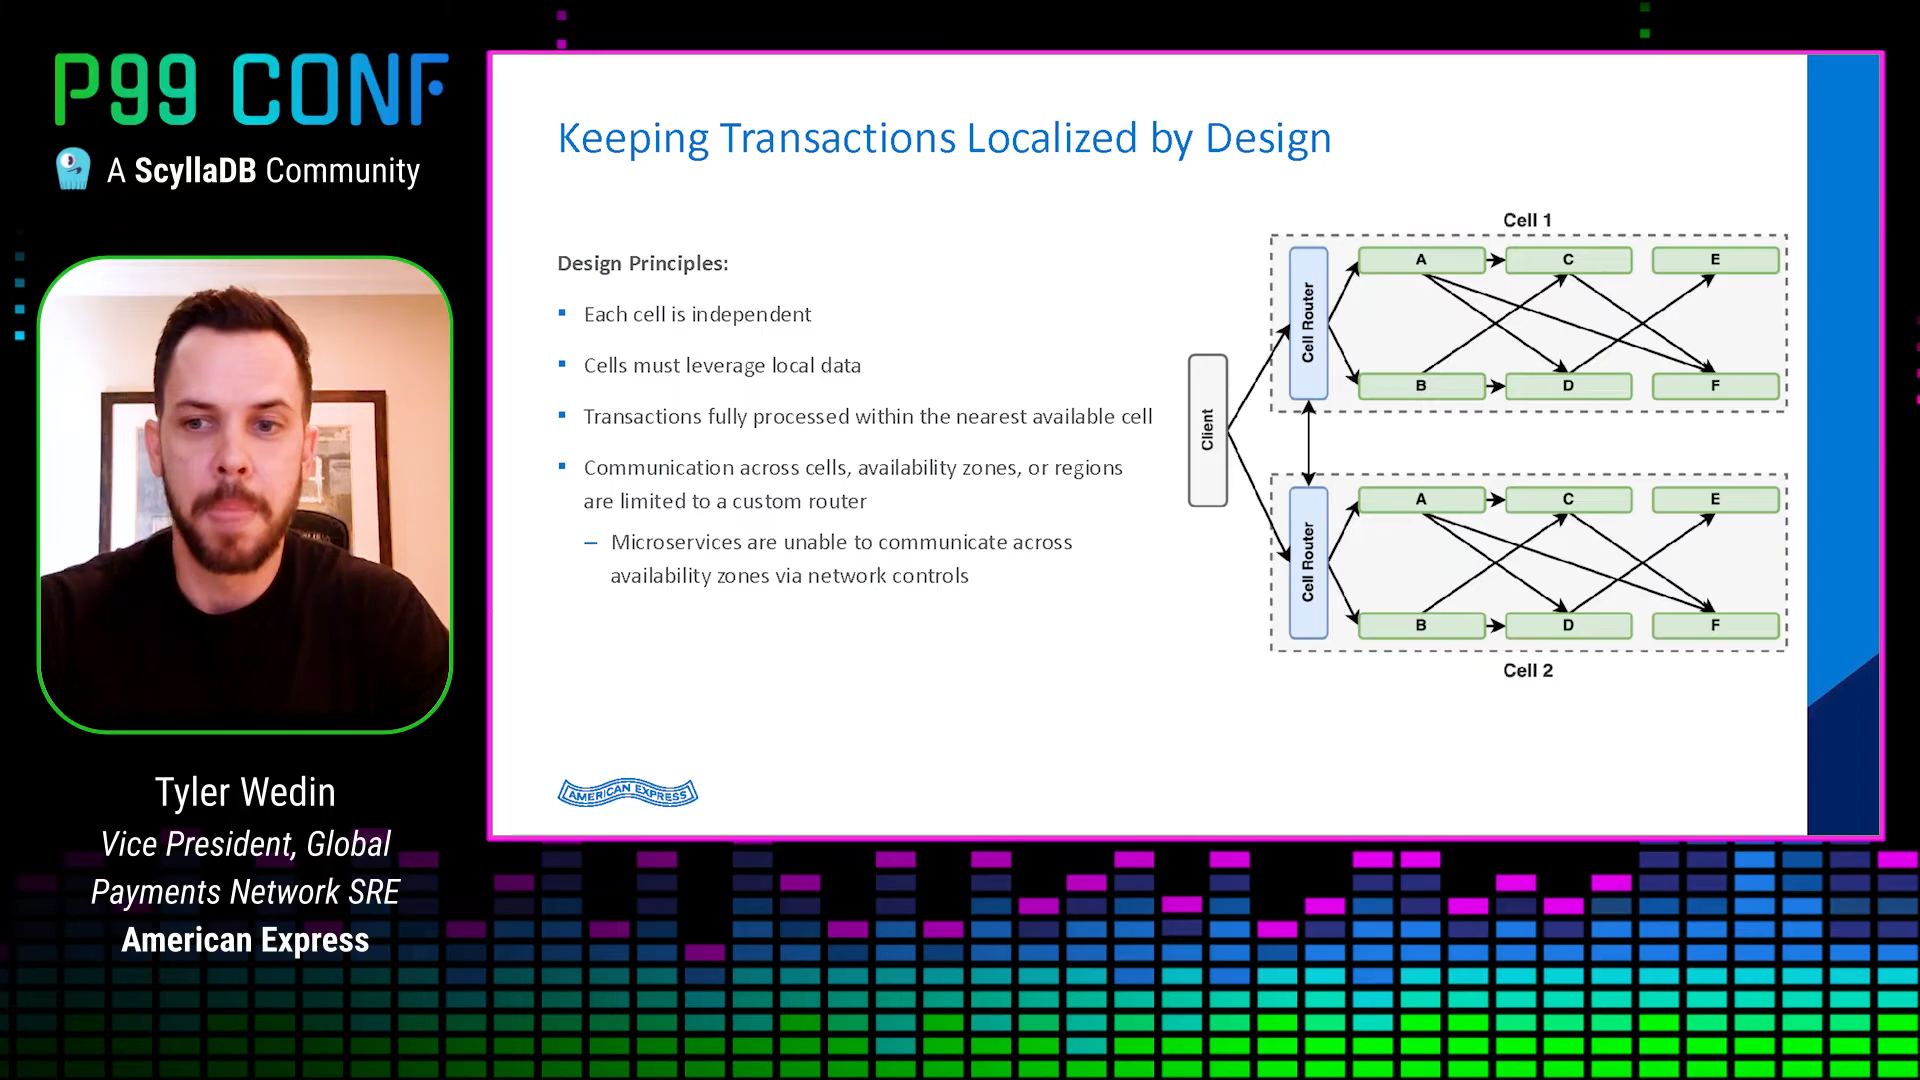 P99 CONF
A ScyllaDB Community
Tyler Wedin
Vice President, Global
Payments Network SRE
American Express
Keeping Transactions Localized by Design
Design Principles:
Each cell is independent
Cells must leverage local data
Transactions fully processed within the nearest available cell
Communication across cells, availability zones, or regions
are limited to a custom router
– Microservices are unable to communicate across
availability zones via network controls
AMERICAN EXPRESS
Client
Cell 1
Cell Router
A
C
E
B
D
F
Cell Router
A
C
E
B
D
F
Cell 2